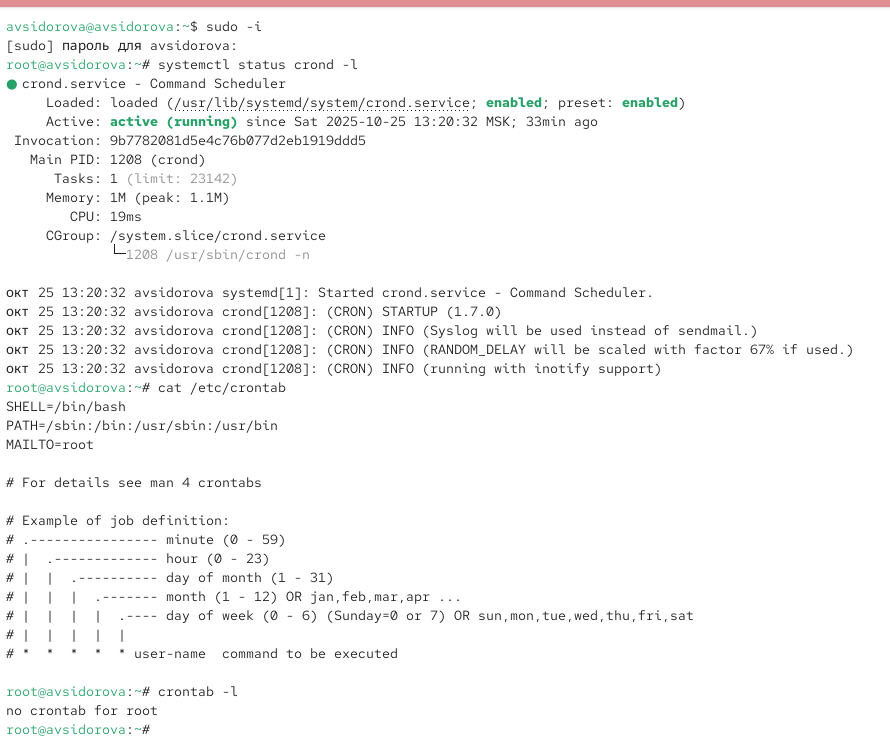 avsidorova@avsidorova:~$ sudo -i
[sudo] пароль для avsidorova:
root@avsidorova:~# systemctl status crond -l
● crond.service - Command Scheduler
     Loaded: loaded (/usr/lib/systemd/system/crond.service; enabled; preset: enabled)
     Active: active (running) since Sat 2025-10-25 13:20:32 MSK; 33min ago
 Invocation: 9b7782081d5e4c76b077d2eb1919ddd5
   Main PID: 1208 (crond)
      Tasks: 1 (limit: 23142)
     Memory: 1M (peak: 1.1M)
        CPU: 19ms
     CGroup: /system.slice/crond.service
             └─1208 /usr/sbin/crond -n

окт 25 13:20:32 avsidorova systemd[1]: Started crond.service - Command Scheduler.
окт 25 13:20:32 avsidorova crond[1208]: (CRON) STARTUP (1.7.0)
окт 25 13:20:32 avsidorova crond[1208]: (CRON) INFO (Syslog will be used instead of sendmail.)
окт 25 13:20:32 avsidorova crond[1208]: (CRON) INFO (RANDOM_DELAY will be scaled with factor 67% if used.)
окт 25 13:20:32 avsidorova crond[1208]: (CRON) INFO (running with inotify support)
root@avsidorova:~# cat /etc/crontab
SHELL=/bin/bash
PATH=/sbin:/bin:/usr/sbin:/usr/bin
MAILTO=root

# For details see man 4 crontabs

# Example of job definition:
# .---------------- minute (0 - 59)
# |  .------------- hour (0 - 23)
# |  |  .---------- day of month (1 - 31)
# |  |  |  .------- month (1 - 12) OR jan,feb,mar,apr ...
# |  |  |  |  .---- day of week (0 - 6) (Sunday=0 or 7) OR sun,mon,tue,wed,thu,fri,sat
# |  |  |  |  |
# *  *  *  *  * user-name  command to be executed

root@avsidorova:~# crontab -l
no crontab for root
root@avsidorova:~#